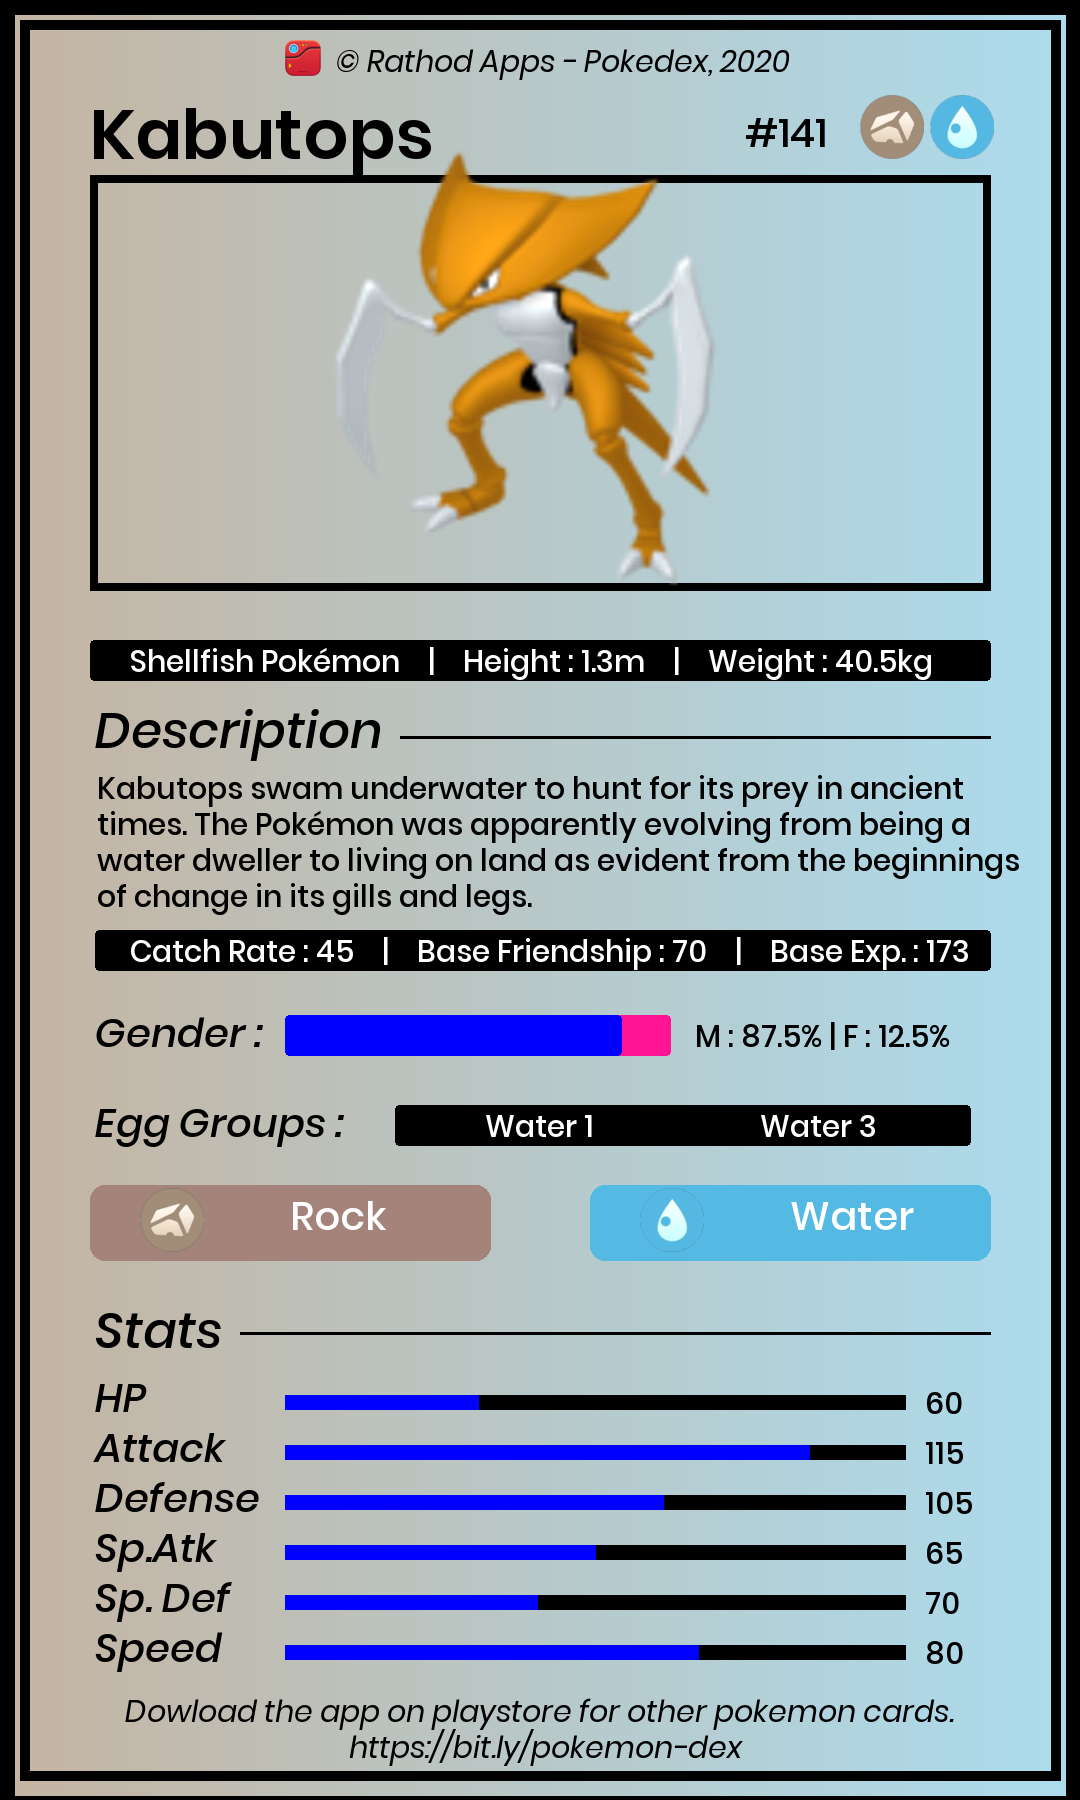 © Rathod Apps - Pokedex, 2020
Kabutops #141
Shellfish Pokémon | Height : 1.3m | Weight : 40.5kg
Description
Kabutops swam underwater to hunt for its prey in ancient
times. The Pokémon was apparently evolving from being a
water dweller to living on land as evident from the beginnings
of change in its gills and legs.
Catch Rate : 45 | Base Friendship : 70 | Base Exp. : 173
Gender : M : 87.5% | F : 12.5%
Egg Groups : Water 1 Water 3
Rock Water
Stats
HP 60
Attack 115
Defense 105
Sp.Atk 65
Sp. Def 70
Speed 80
Dowload the app on playstore for other pokemon cards.
https://bit.ly/pokemon-dex